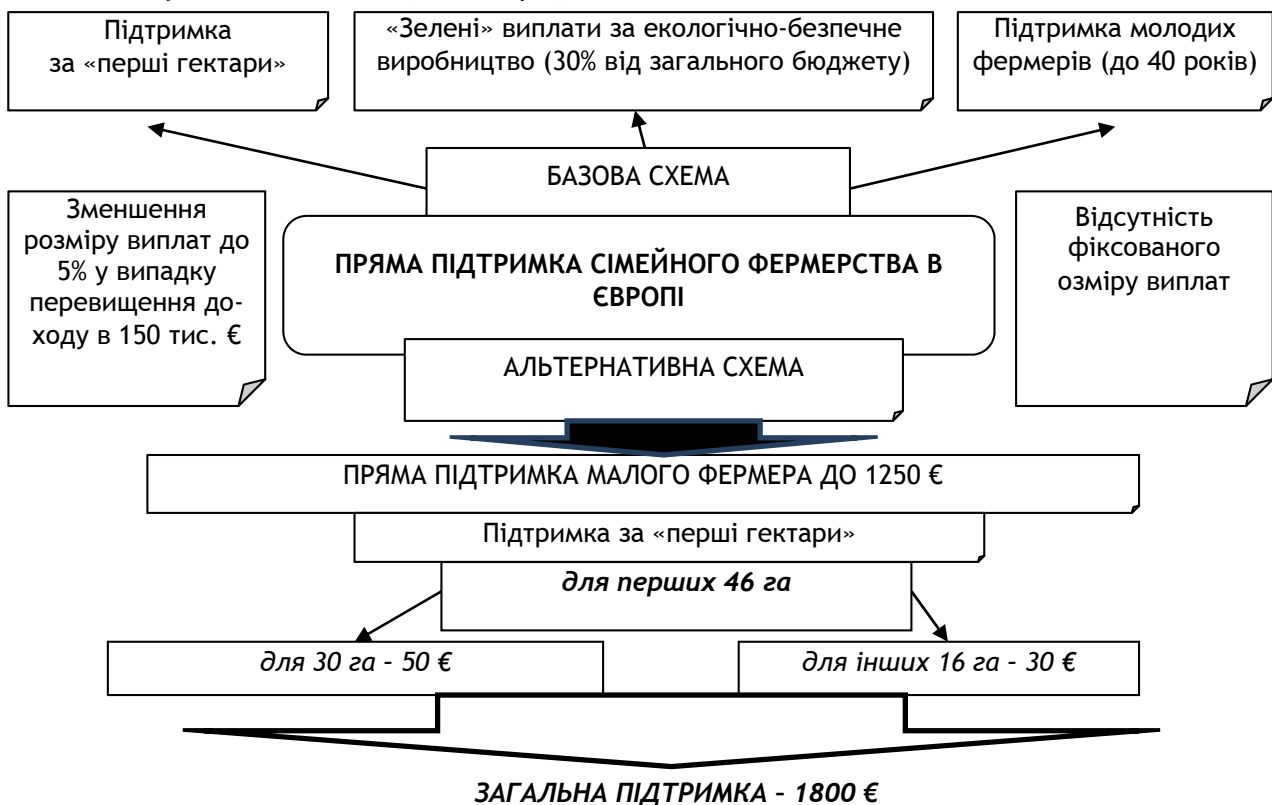 Підтримка
за «перші гектари»
«Зелені» виплати за екологічно-безпечне
виробництво (30% від загального бюджету)
Підтримка молодих
фермерів (до 40 років)
БАЗОВА СХЕМА
Зменшення
розміру виплат до
5% у випадку
перевищення до-
ходу в 150 тис. €
ПРЯМА ПІДТРИМКА СІМЕЙНОГО ФЕРМЕРСТВА В
ЄВРОПІ
Відсутність
фіксованого
озміру виплат
АЛЬТЕРНАТИВНА СХЕМА
ПРЯМА ПІДТРИМКА МАЛОГО ФЕРМЕРА ДО 1250 €
Підтримка за «перші гектари»
для перших 46 га
для 30 га - 50 €
для інших 16 га - 30 €
ЗАГАЛЬНА ПІДТРИМКА - 1800 €